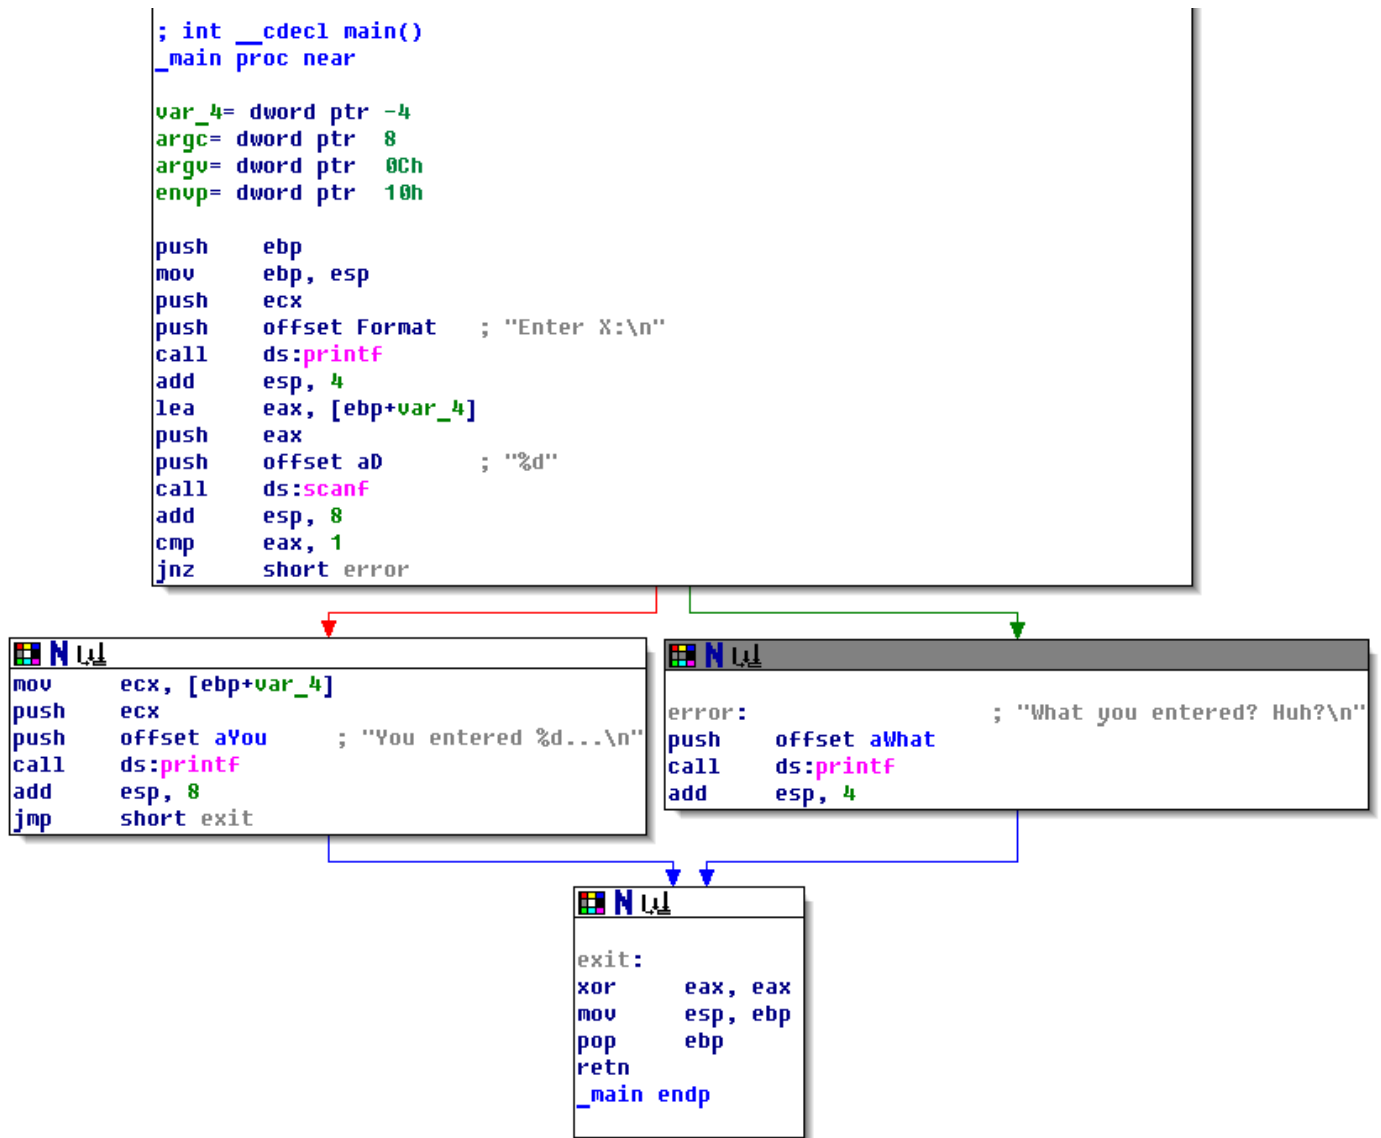 ; int __cdecl main()
_main proc near
var_4= dword ptr -4
argc= dword ptr  8
argv= dword ptr  0Ch
envp= dword ptr  10h
push    ebp
mov     ebp, esp
push    ecx
push    offset Format   ; "Enter X:\n"
call    ds:printf
add     esp, 4
lea     eax, [ebp+var_4]
push    eax
push    offset aD       ; "%d"
call    ds:scanf
add     esp, 8
cmp     eax, 1
jnz     short error
mov     ecx, [ebp+var_4]
push    ecx
push    offset aYou     ; "You entered %d...\n"
call    ds:printf
add     esp, 8
jmp     short exit
error:                  ; "What you entered? Huh?\n"
push    offset aWhat
call    ds:printf
add     esp, 4
exit:
xor     eax, eax
mov     esp, ebp
pop     ebp
retn
_main endp